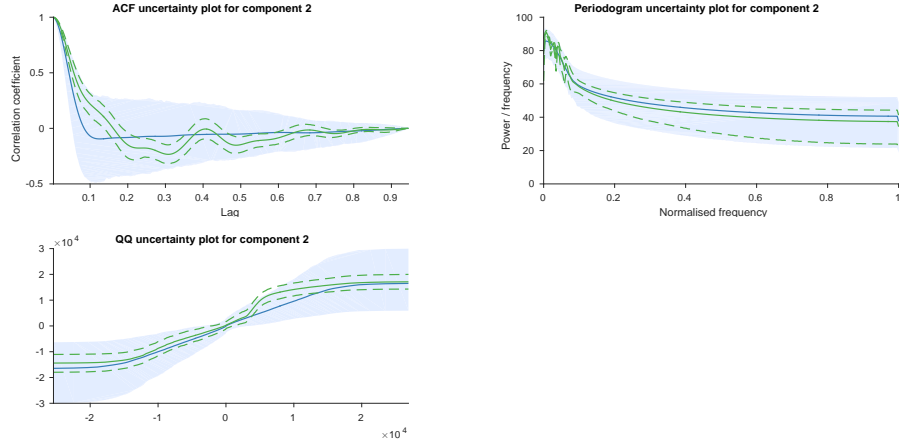 ACF uncertainty plot for component 2
Correlation coefficient
1
0.5
0
-0.5
0.1 0.2 0.3 0.4 0.5 0.6 0.7 0.8 0.9
Lag
Periodogram uncertainty plot for component 2
Power / frequency
100
80
60
40
20
0
0 0.2 0.4 0.6 0.8 1
Normalised frequency
QQ uncertainty plot for component 2
×10^4
3
2
1
0
-1
-2
-3
-2 -1 0 1 2
×10^4